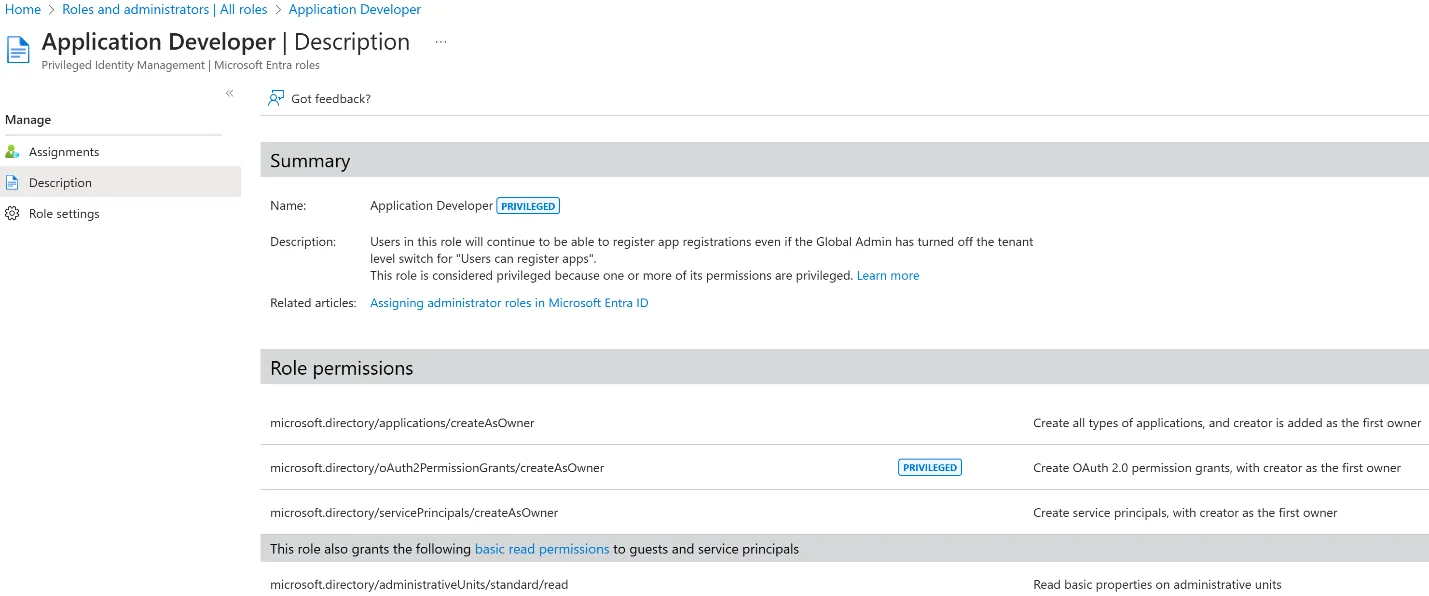 Home > Roles and administrators | All roles > Application Developer
Application Developer | Description ...
Privileged Identity Management | Microsoft Entra roles
«
Got feedback?
Manage
Assignments
Description
Role settings
Summary
Name: Application Developer PRIVILEGED
Description: Users in this role will continue to be able to register app registrations even if the Global Admin has turned off the tenant
level switch for "Users can register apps".
This role is considered privileged because one or more of its permissions are privileged. Learn more
Related articles: Assigning administrator roles in Microsoft Entra ID
Role permissions
microsoft.directory/applications/createAsOwner Create all types of applications, and creator is added as the first owner
microsoft.directory/oAuth2PermissionGrants/createAsOwner PRIVILEGED Create OAuth 2.0 permission grants, with creator as the first owner
microsoft.directory/servicePrincipals/createAsOwner Create service principals, with creator as the first owner
This role also grants the following basic read permissions to guests and service principals
microsoft.directory/administrativeUnits/standard/read Read basic properties on administrative units